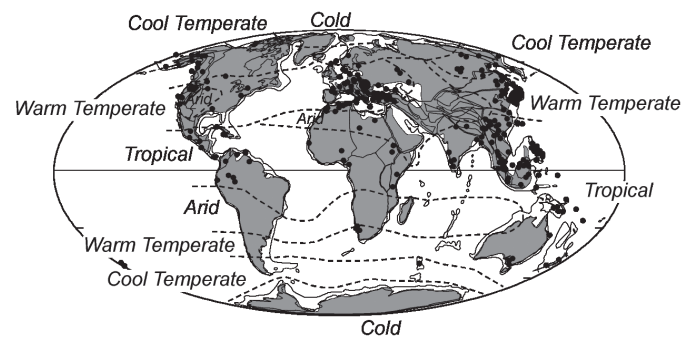 Cool Temperate
Cold
Cool Temperate
Arid
Warm Temperate
Warm Temperate
Arid
Tropical
Tropical
Arid
Warm Temperate
Cool Temperate
Cold